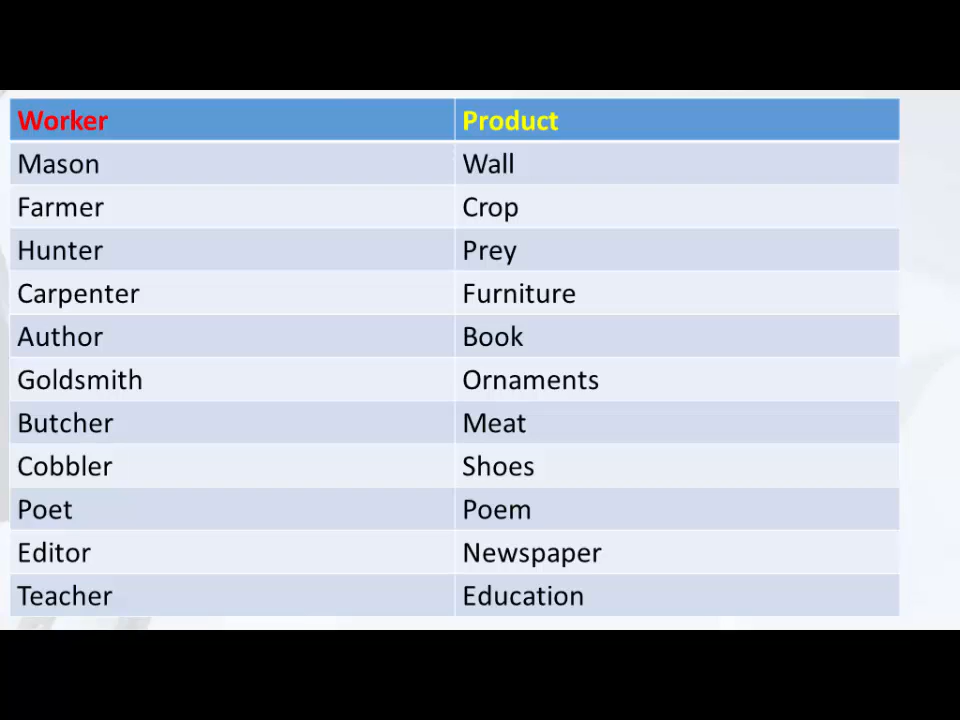 Worker Product
Mason Wall
Farmer Crop
Hunter Prey
Carpenter Furniture
Author Book
Goldsmith Ornaments
Butcher Meat
Cobbler Shoes
Poet Poem
Editor Newspaper
Teacher Education